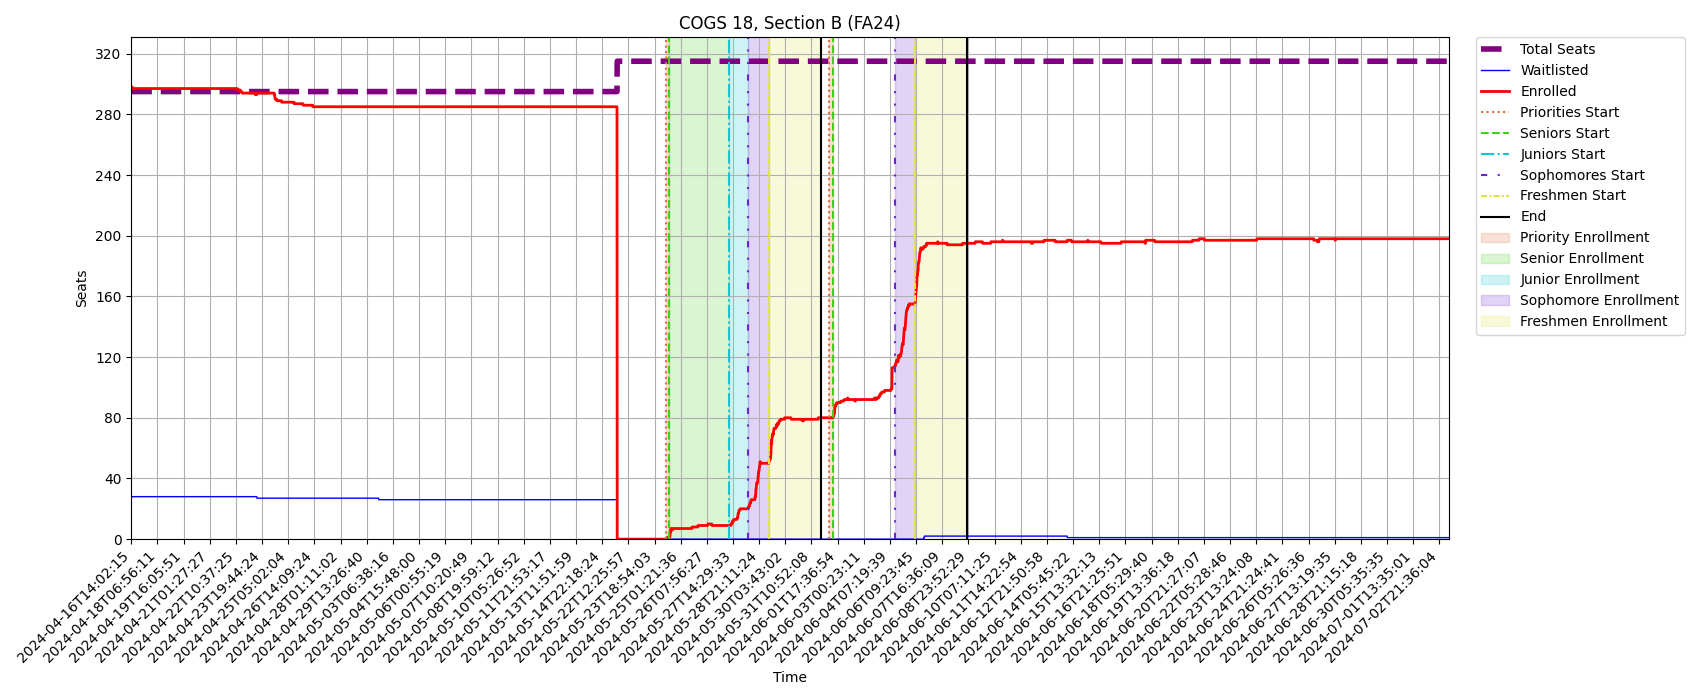 COGS 18, Section B (FA24)
Seats
320
280
240
200
160
120
80
40
0
2024-04-16T14:02:15
2024-04-18T06:56:11
2024-04-19T16:05:51
2024-04-21T01:27:27
2024-04-22T10:37:25
2024-04-23T19:44:24
2024-04-25T05:02:04
2024-04-26T14:09:24
2024-04-28T01:11:02
2024-04-29T13:26:40
2024-05-03T06:38:16
2024-05-04T15:48:00
2024-05-06T00:55:19
2024-05-07T10:20:49
2024-05-08T19:59:12
2024-05-10T05:26:52
2024-05-11T21:53:17
2024-05-13T11:51:59
2024-05-14T22:18:24
2024-05-22T12:25:57
2024-05-23T18:54:03
2024-05-25T01:21:36
2024-05-26T07:56:27
2024-05-27T14:29:33
2024-05-28T21:11:24
2024-05-30T03:43:02
2024-05-31T10:52:08
2024-06-01T17:36:54
2024-06-03T00:23:11
2024-06-04T07:19:39
2024-06-06T09:23:45
2024-06-07T16:36:09
2024-06-08T23:52:29
2024-06-10T07:11:25
2024-06-11T14:22:54
2024-06-12T21:50:58
2024-06-14T05:45:22
2024-06-15T13:32:13
2024-06-16T21:25:51
2024-06-18T05:29:40
2024-06-19T13:36:18
2024-06-20T21:27:07
2024-06-22T05:28:46
2024-06-23T13:24:08
2024-06-24T21:24:41
2024-06-26T05:26:36
2024-06-27T13:19:35
2024-06-28T21:15:18
2024-06-30T05:35:35
2024-07-01T13:35:01
2024-07-02T21:36:04
Time
Total Seats
Waitlisted
Enrolled
Priorities Start
Seniors Start
Juniors Start
Sophomores Start
Freshmen Start
End
Priority Enrollment
Senior Enrollment
Junior Enrollment
Sophomore Enrollment
Freshmen Enrollment